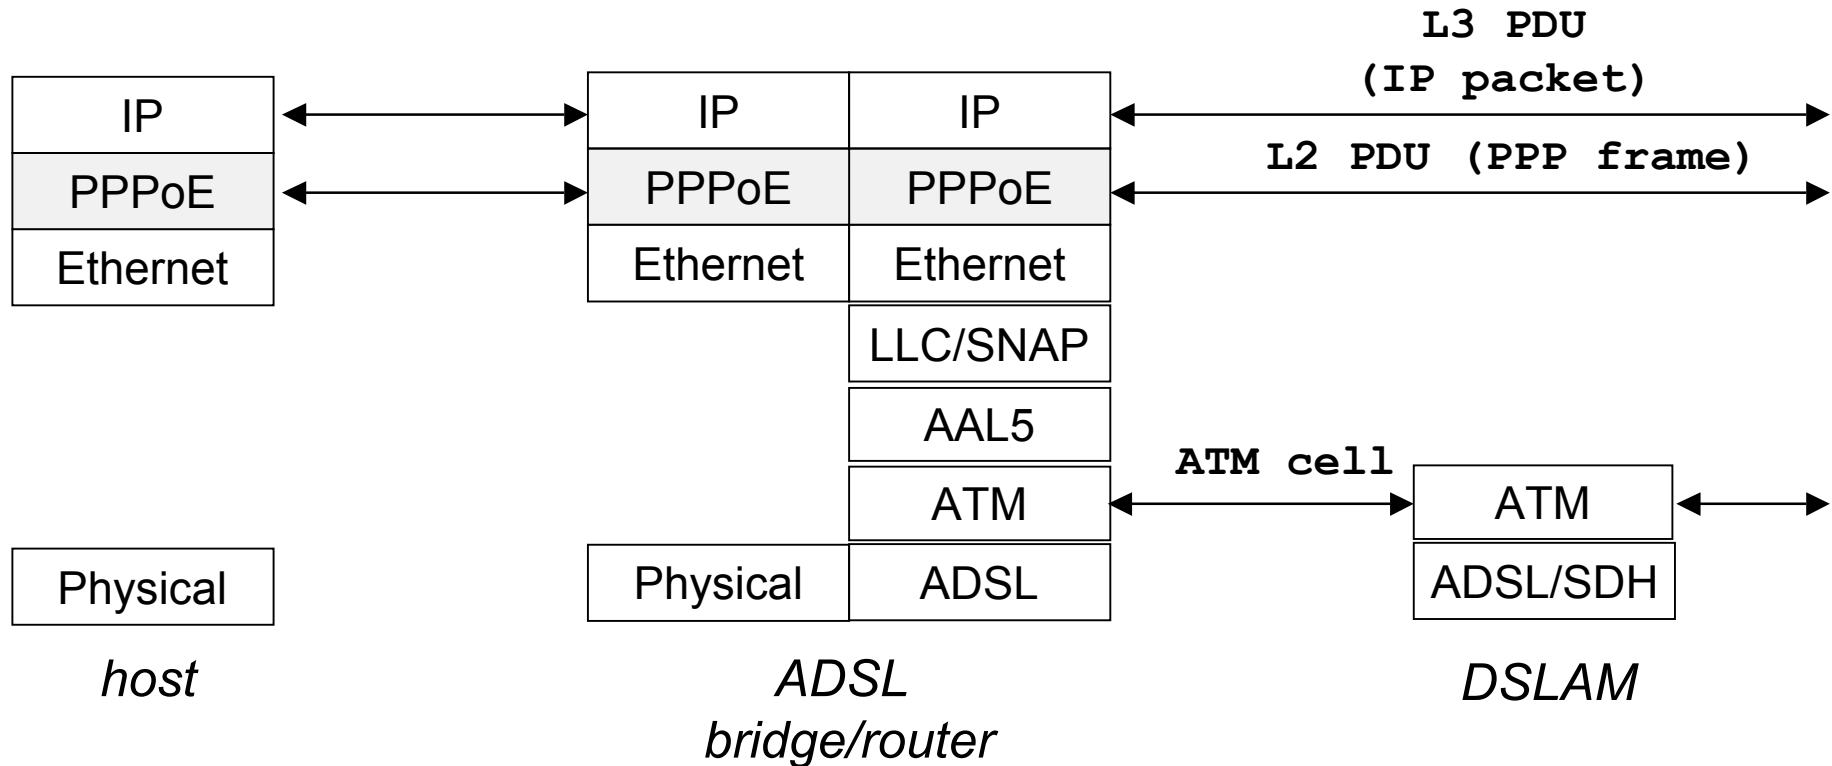 L3 PDU
(IP packet)
IP
IP
IP
L2 PDU (PPP frame)
PPPoE
PPPoE
PPPoE
Ethernet
Ethernet
Ethernet
LLC/SNAP
AAL5
ATM cell
ATM
ATM
Physical
Physical
ADSL
ADSL/SDH
host
ADSL
bridge/router
DSLAM